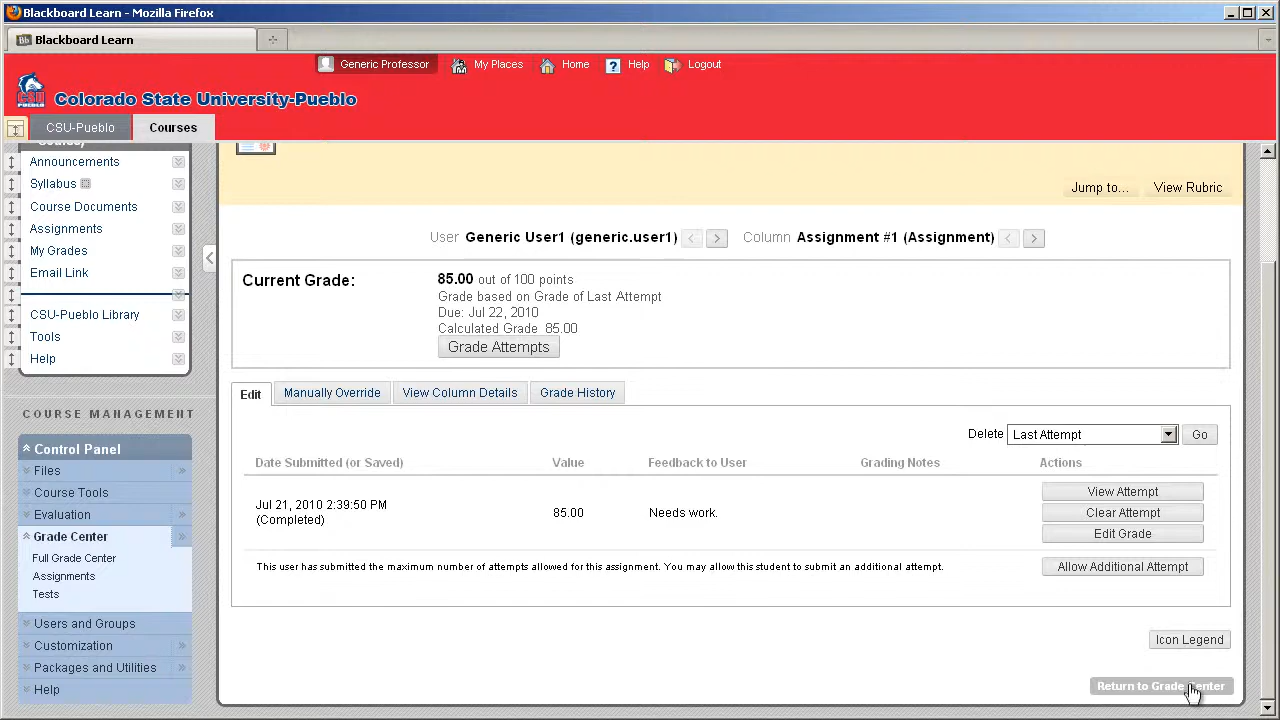 Blackboard Learn - Mozilla Firefox
Blackboard Learn
Generic Professor My Places Home Help Logout
Colorado State University-Pueblo
CSU-Pueblo Courses
Announcements
Syllabus
Course Documents
Assignments
My Grades
Email Link
CSU-Pueblo Library
Tools
Help
COURSE MANAGEMENT
Control Panel
Files
Course Tools
Evaluation
Grade Center
Full Grade Center
Assignments
Tests
Users and Groups
Customization
Packages and Utilities
Help
Jump to... View Rubric
User Generic User1 (generic.user1) Column Assignment #1 (Assignment)
Current Grade: 85.00 out of 100 points
Grade based on Grade of Last Attempt
Due: Jul 22, 2010
Calculated Grade 85.00
Grade Attempts
Edit Manually Override View Column Details Grade History
Delete Last Attempt Go
Date Submitted (or Saved) Value Feedback to User Grading Notes Actions
Jul 21, 2010 2:39:50 PM
(Completed)
85.00 Needs work.
View Attempt
Clear Attempt
Edit Grade
This user has submitted the maximum number of attempts allowed for this assignment. You may allow this student to submit an additional attempt. Allow Additional Attempt
Icon Legend
Return to Grade Center